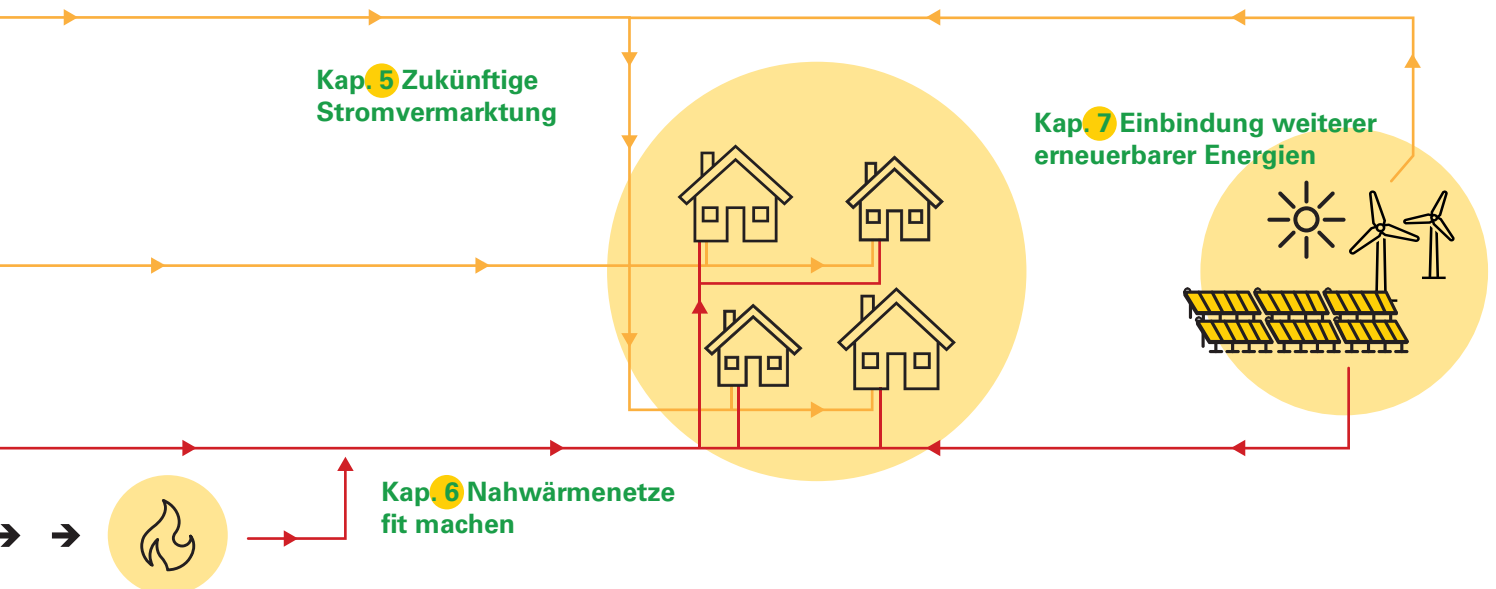 Kap. 5 Zukünftige
Stromvermarktung
Kap. 7 Einbindung weiterer
erneuerbarer Energien
Kap. 6 Nahwärmenetze
fit machen